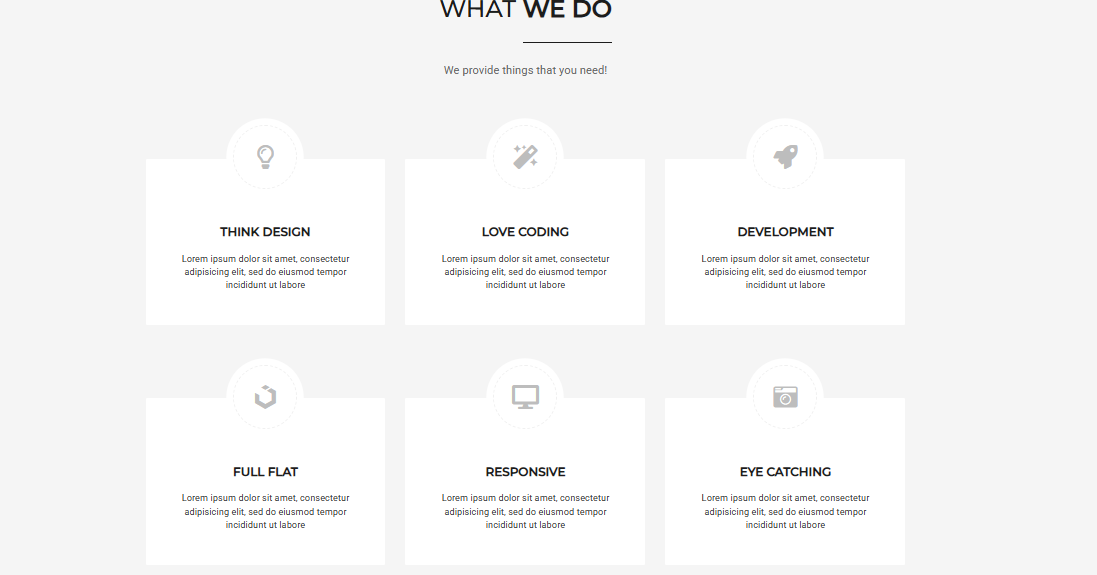 WHAT WE DO
We provide things that you need!
THINK DESIGN
Lorem ipsum dolor sit amet, consectetur
adipisicing elit, sed do eiusmod tempor
incididunt ut labore
LOVE CODING
Lorem ipsum dolor sit amet, consectetur
adipisicing elit, sed do eiusmod tempor
incididunt ut labore
DEVELOPMENT
Lorem ipsum dolor sit amet, consectetur
adipisicing elit, sed do eiusmod tempor
incididunt ut labore
FULL FLAT
Lorem ipsum dolor sit amet, consectetur
adipisicing elit, sed do eiusmod tempor
incididunt ut labore
RESPONSIVE
Lorem ipsum dolor sit amet, consectetur
adipisicing elit, sed do eiusmod tempor
incididunt ut labore
EYE CATCHING
Lorem ipsum dolor sit amet, consectetur
adipisicing elit, sed do eiusmod tempor
incididunt ut labore